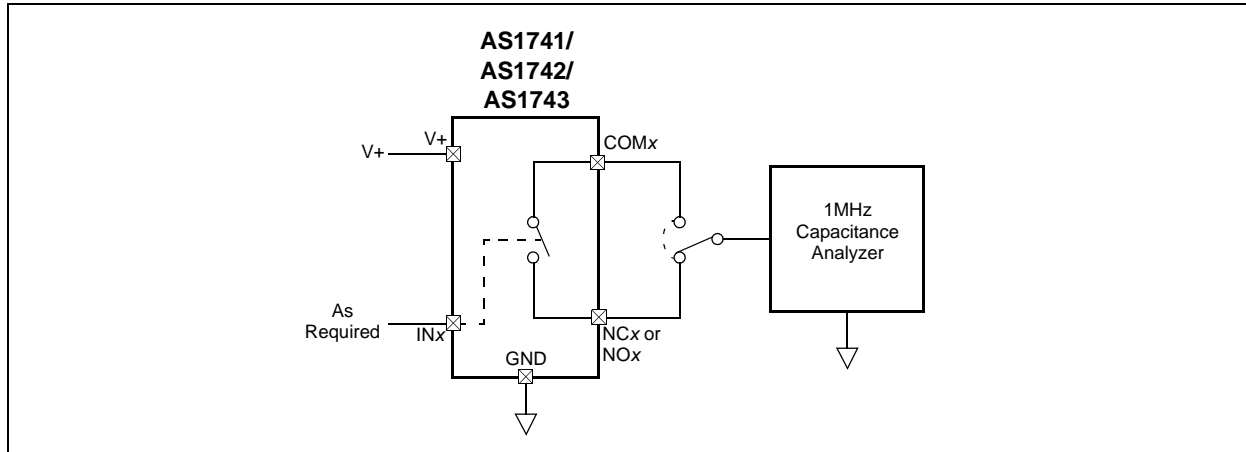 AS1741/
AS1742/
AS1743
V+
V+
COMx
1MHz
Capacitance
Analyzer
As
Required
INx
GND
NCx or
NOx